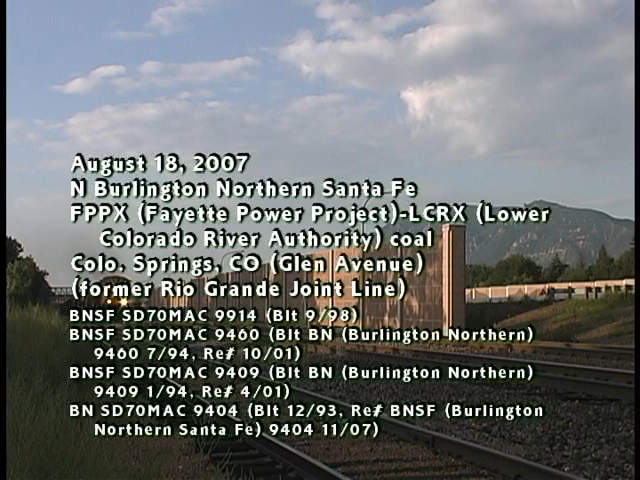 August 18, 2007
N Burlington Northern Santa Fe
FPPX (Fayette Power Project)-LCRX (Lower
Colorado River Authority) coal
Colo. Springs, CO (Glen Avenue)
(former Rio Grande Joint Line)
BNSF SD70MAC 9914 (Blt 9/98)
BNSF SD70MAC 9460 (Blt BN (Burlington Northern)
9460 7/94, Re# 10/01)
BNSF SD70MAC 9409 (Blt BN (Burlington Northern)
9409 1/94, Re# 4/01)
BN SD70MAC 9404 (Blt 12/93, Re# BNSF (Burlington
Northern Santa Fe) 9404 11/07)